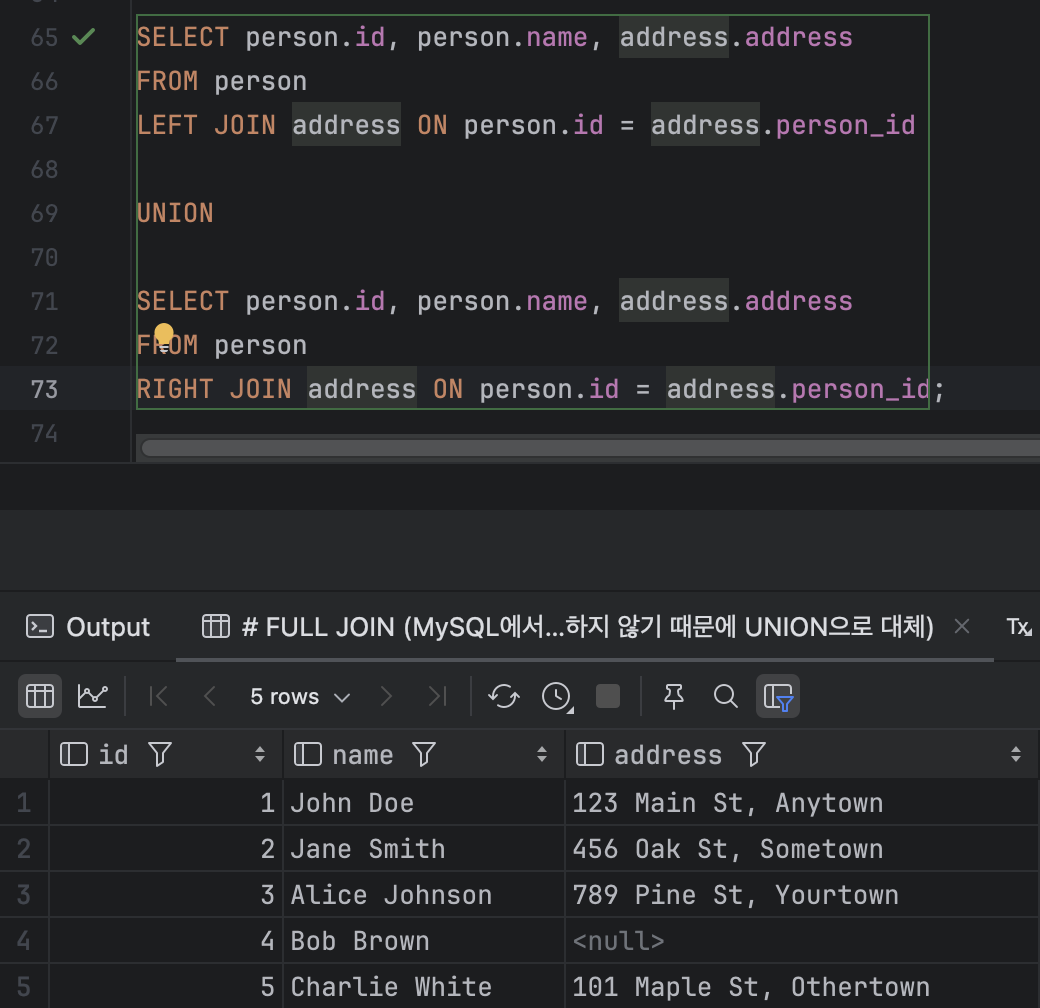 65 SELECT person.id, person.name, address.address
66 FROM person
67 LEFT JOIN address ON person.id = address.person_id
68
69 UNION
70
71 SELECT person.id, person.name, address.address
72 FROM person
73 RIGHT JOIN address ON person.id = address.person_id;
74
Output # FULL JOIN (MySQL에서...하지 않기 때문에 UNION으로 대체) Tx
5 rows
id name address
1 1 John Doe 123 Main St, Anytown
2 2 Jane Smith 456 Oak St, Sometown
3 3 Alice Johnson 789 Pine St, Yourtown
4 4 Bob Brown <null>
5 5 Charlie White 101 Maple St, Othertown